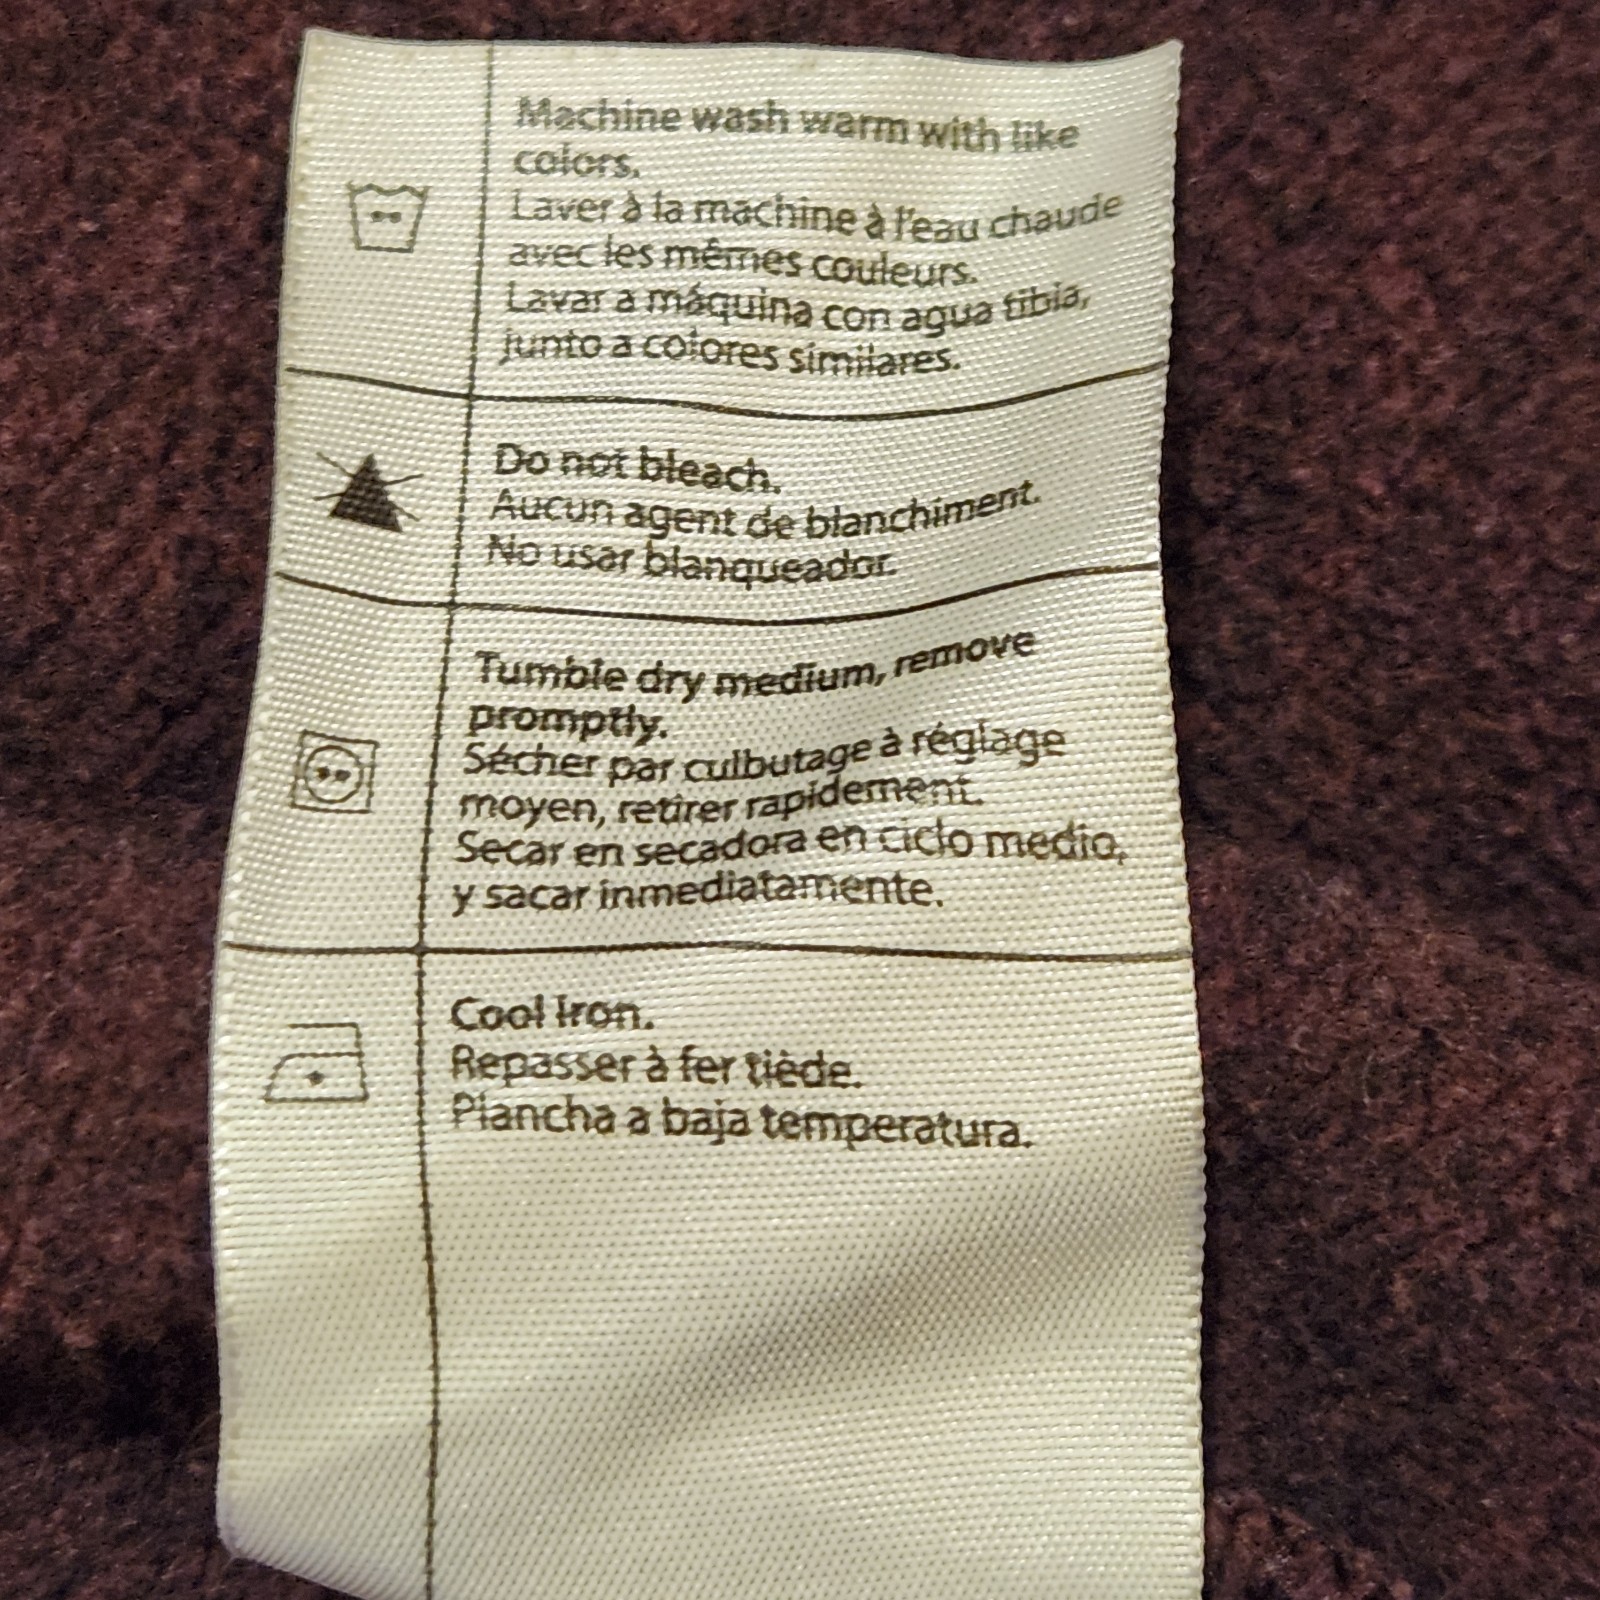 Machine wash warm with like
colors.
Laver à la machine à l'eau chaude
avec les mêmes couleurs.
Lavar a máquina con agua tibia,
junto a colores similares.
Do not bleach.
Aucun agent de blanchiment.
No usar blanqueador.
Tumble dry medium, remove
promptly.
Sécher par culbutage à réglage
moyen, retirer rapidement.
Secar en secadora en ciclo medio,
y sacar inmediatamente.
Cool Iron.
Repasser à fer tiède.
Plancha a baja temperatura.